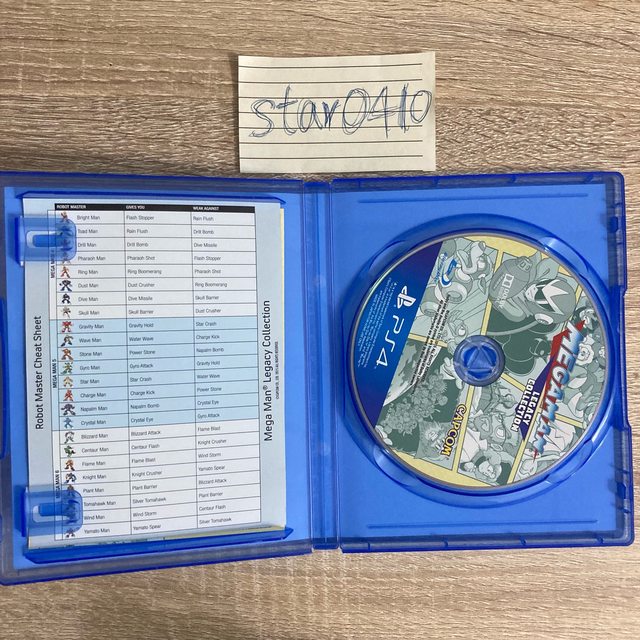 star0410
ROBOT MASTER GIVES YOU WEAK AGAINST
Bright Man Flash Stopper Rain Flush
Toad Man Rain Flush Drill Bomb
Drill Man Drill Bomb Dive Missile
Pharaoh Man Pharaoh Shot Flash Stopper
Ring Man Ring Boomerang Pharaoh Shot
Dust Man Dust Crusher Ring Boomerang
Dive Man Dive Missile Skull Barrier
Skull Man Skull Barrier Dust Crusher
Gravity Man Gravity Hold Star Crash
Wave Man Water Wave Charge Kick
Stone Man Power Stone Napalm Bomb
Gyro Man Gyro Attack Gravity Hold
Star Man Star Crash Water Wave
Charge Man Charge Kick Power Stone
Napalm Man Napalm Bomb Crystal Eye
Crystal Man Crystal Eye Gyro Attack
Blizzard Man Blizzard Attack Flame Blast
Centaur Man Centaur Flash Knight Crusher
Flame Man Flame Blast Wind Storm
Knight Man Knight Crusher Yamato Spear
Plant Man Plant Barrier Blizzard Attack
Tomahawk Man Silver Tomahawk Plant Barrier
Wind Man Wind Storm Centaur Flash
Yamato Man Yamato Spear Silver Tomahawk
MEGA MAN 5
MEGA MAN 6
Robot Master Cheat Sheet
Mega Man® Legacy Collection
PS4
MEGA MAN
LEGACY
COLLECTION
CAPCOM